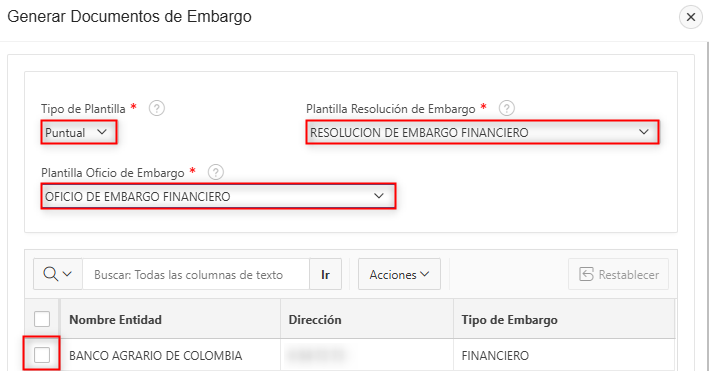 Generar Documentos de Embargo
Tipo de Plantilla * ?
Plantilla Resolución de Embargo * ?
Puntual
RESOLUCION DE EMBARGO FINANCIERO
Plantilla Oficio de Embargo * ?
OFICIO DE EMBARGO FINANCIERO
Buscar: Todas las columnas de texto
Ir
Acciones
Restablecer
Nombre Entidad
Dirección
Tipo de Embargo
BANCO AGRARIO DE COLOMBIA
FINANCIERO